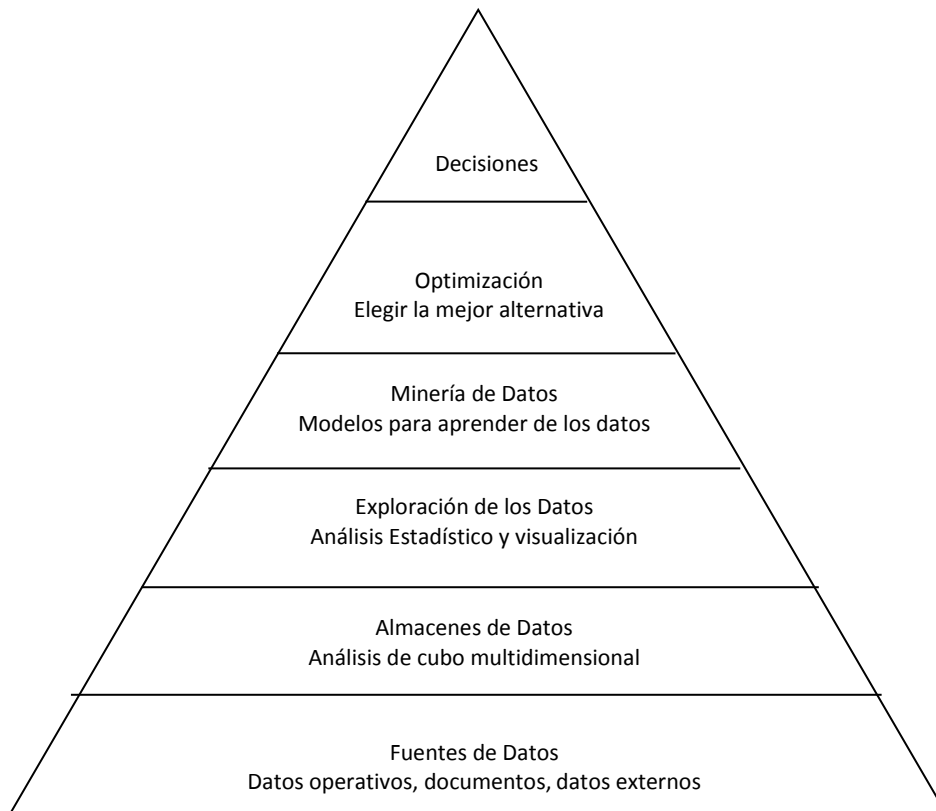 Decisiones
Optimización
Elegir la mejor alternativa
Minería de Datos
Modelos para aprender de los datos
Exploración de los Datos
Análisis Estadístico y visualización
Almacenes de Datos
Análisis de cubo multidimensional
Fuentes de Datos
Datos operativos, documentos, datos externos